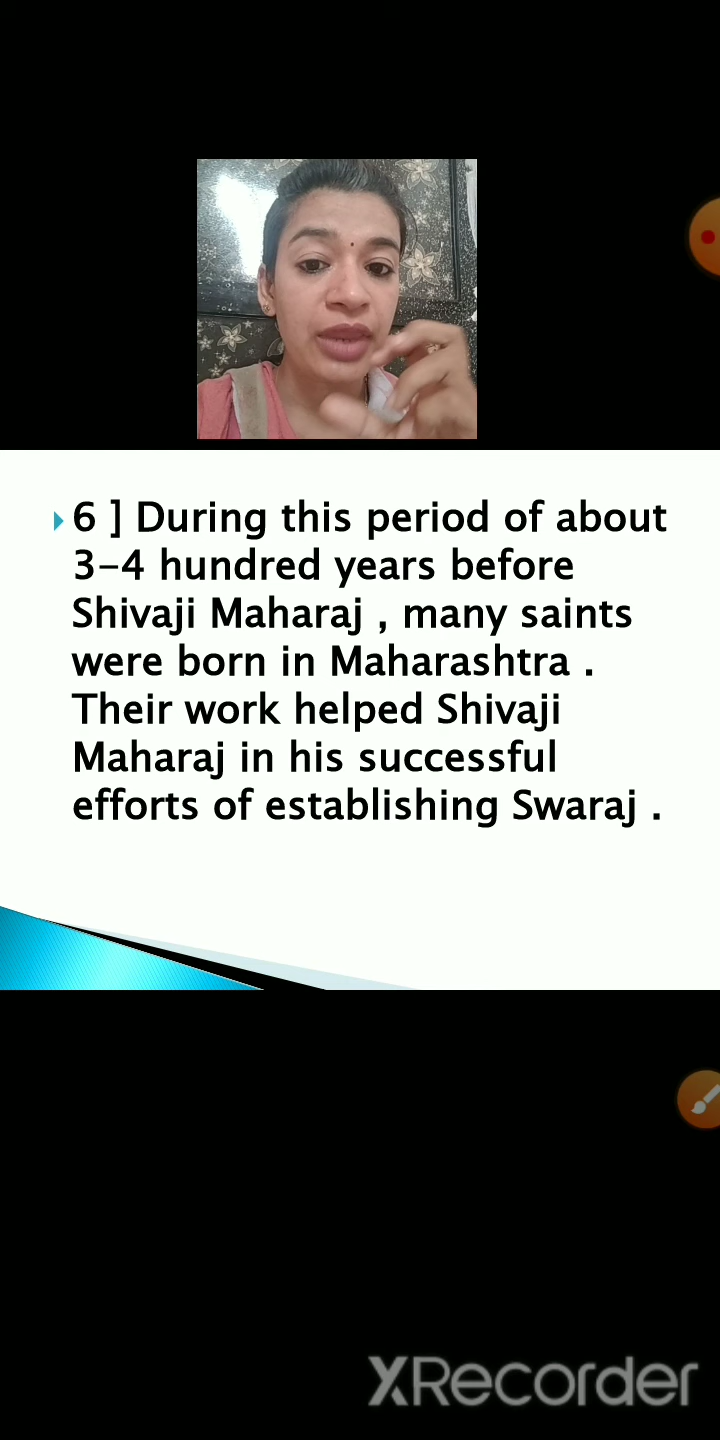 6 ] During this period of about
3-4 hundred years before
Shivaji Maharaj , many saints
were born in Maharashtra .
Their work helped Shivaji
Maharaj in his successful
efforts of establishing Swaraj .
XRecorder